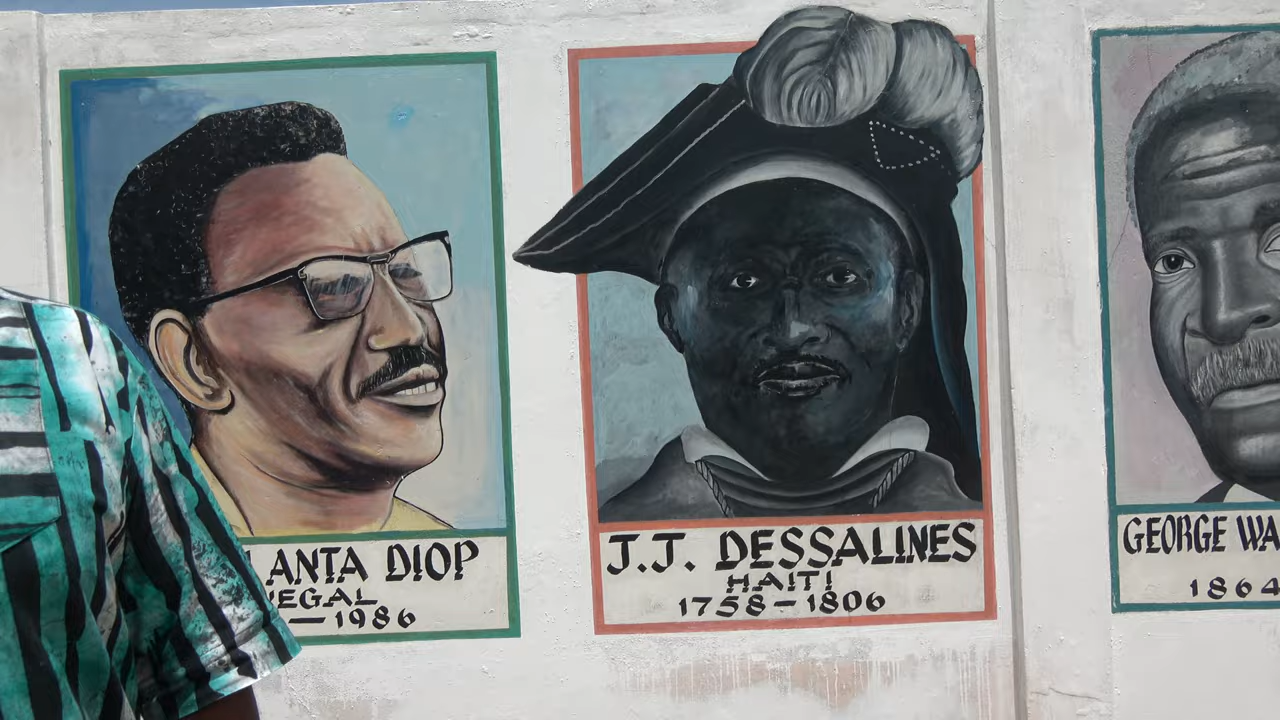 ANTA DIOP
EGAL
—1986
J.J. DESSALINES
HAITI
1758—1806
GEORGE WA
1864